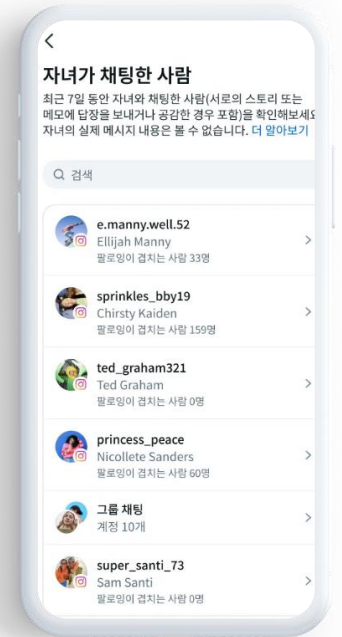 자녀가 채팅한 사람
최근 7일 동안 자녀와 채팅한 사람(서로의 스토리 또는
메모에 답장을 보내거나 공감한 경우 포함)을 확인해보세요
자녀의 실제 메시지 내용은 볼 수 없습니다. 더 알아보기
검색
e.manny.well.52
Ellijah Manny
팔로잉이 겹치는 사람 33명
sprinkles_bby19
Chirsty Kaiden
팔로잉이 겹치는 사람 159명
ted_graham321
Ted Graham
팔로잉이 겹치는 사람 0명
princess_peace
Nicollete Sanders
팔로잉이 겹치는 사람 60명
그룹 채팅
계정 10개
super_santi_73
Sam Santi
팔로잉이 겹치는 사람 0명